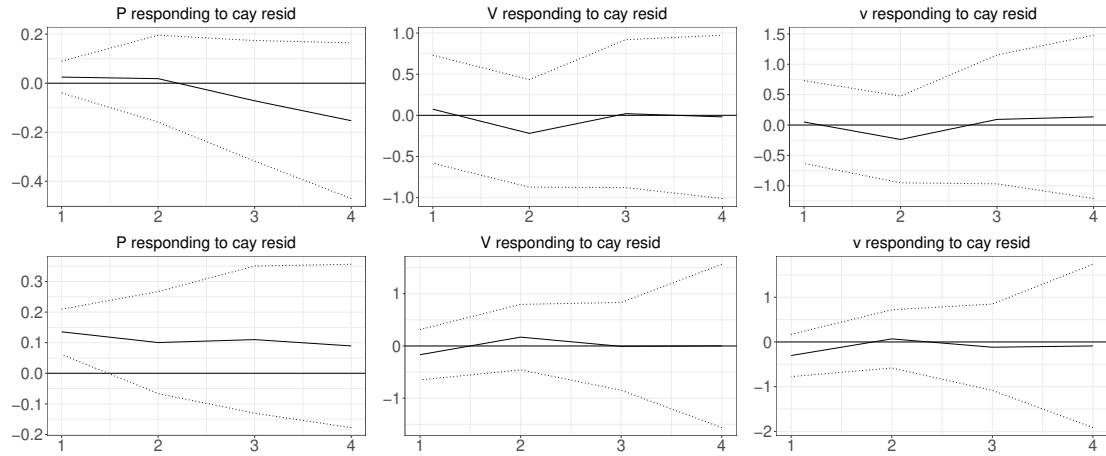 P responding to cay resid
0.2
0.0
−0.2
−0.4
1 2 3 4
V responding to cay resid
1.0
0.5
0.0
−0.5
−1.0
1 2 3 4
v responding to cay resid
1.5
1.0
0.5
0.0
−0.5
−1.0
1 2 3 4
P responding to cay resid
0.3
0.2
0.1
0.0
−0.1
−0.2
1 2 3 4
V responding to cay resid
1
0
−1
1 2 3 4
v responding to cay resid
1
0
−1
−2
1 2 3 4